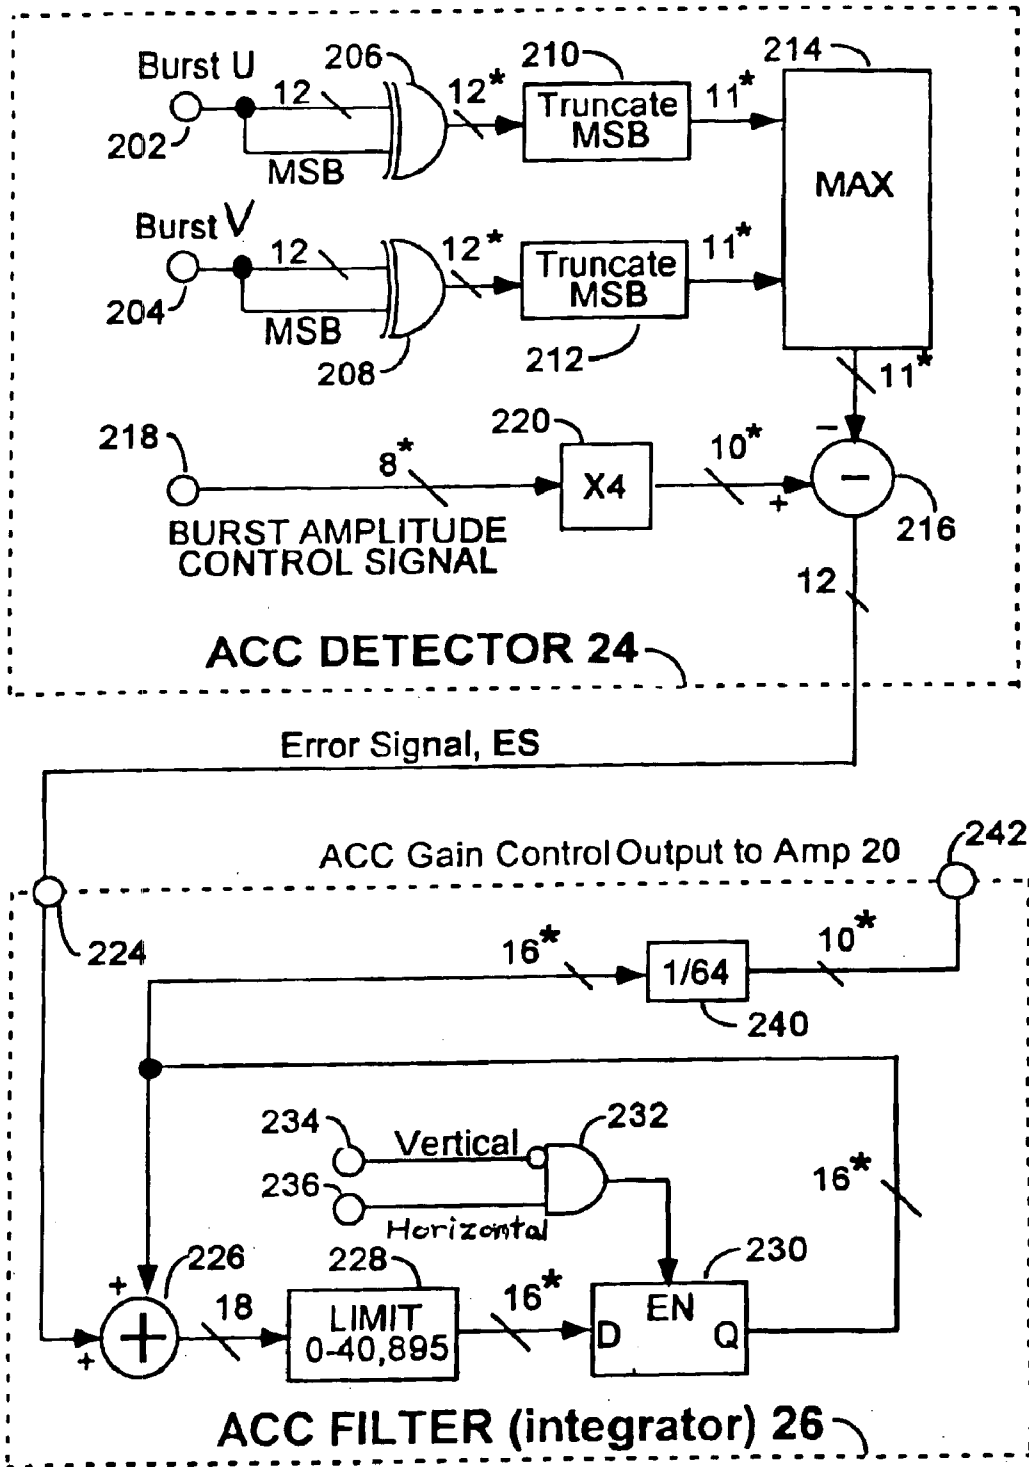 Burst U
206
210
214
12
12*
Truncate
MSB
11*
202
MSB
MAX
Burst V
12
12*
Truncate
MSB
11*
204
MSB
208
212
11*
218
220
8*
X4
10*
–
–
+
216
BURST AMPLITUDE
CONTROL SIGNAL
12
ACC DETECTOR 24
Error Signal, ES
ACC Gain Control Output to Amp 20
242
224
16*
1/64
10*
240
234
Vertical
232
236
Horizontal
16*
226
228
230
+
18
LIMIT
0-40,895
16*
EN
D
Q
+
+
ACC FILTER (integrator) 26